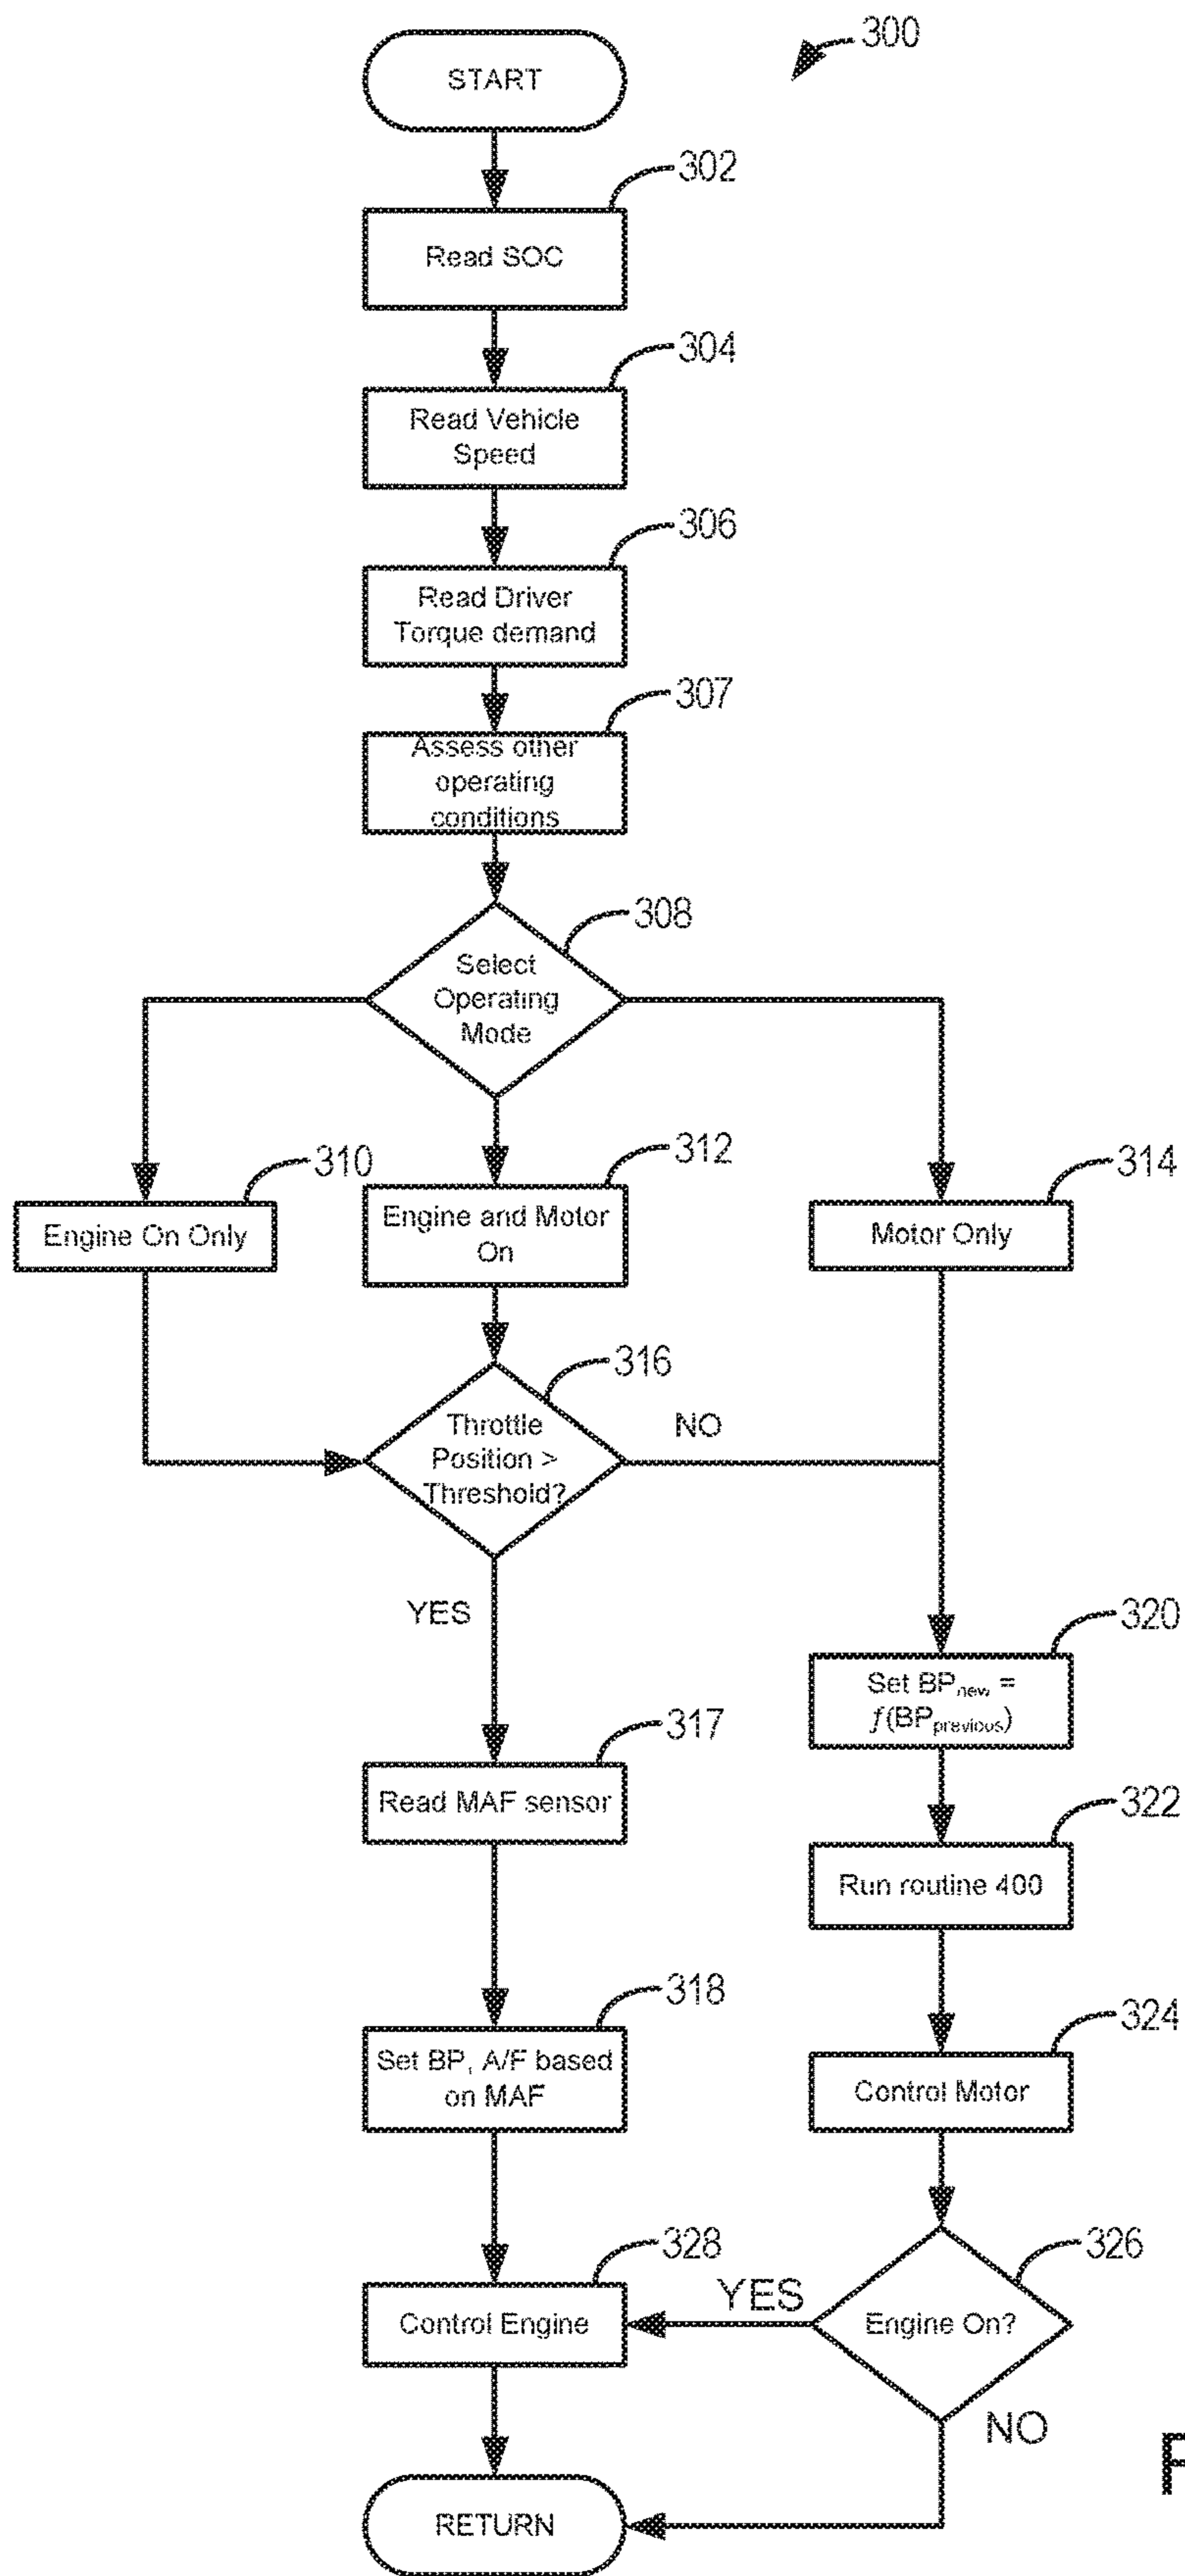 300
START
302
Read SOC
304
Read Vehicle
Speed
306
Read Driver
Torque demand
307
Assess other
operating
conditions
308
Select
Operating
Mode
310
Engine On Only
312
Engine and Motor
On
314
Motor Only
316
Throttle
Position >
Threshold?
NO
YES
317
Read MAF sensor
318
Set BP, A/F based
on MAF
320
Set BPnew =
f(BPprevious)
322
Run routine 400
324
Control Motor
326
Engine On?
YES
NO
328
Control Engine
RETURN
F